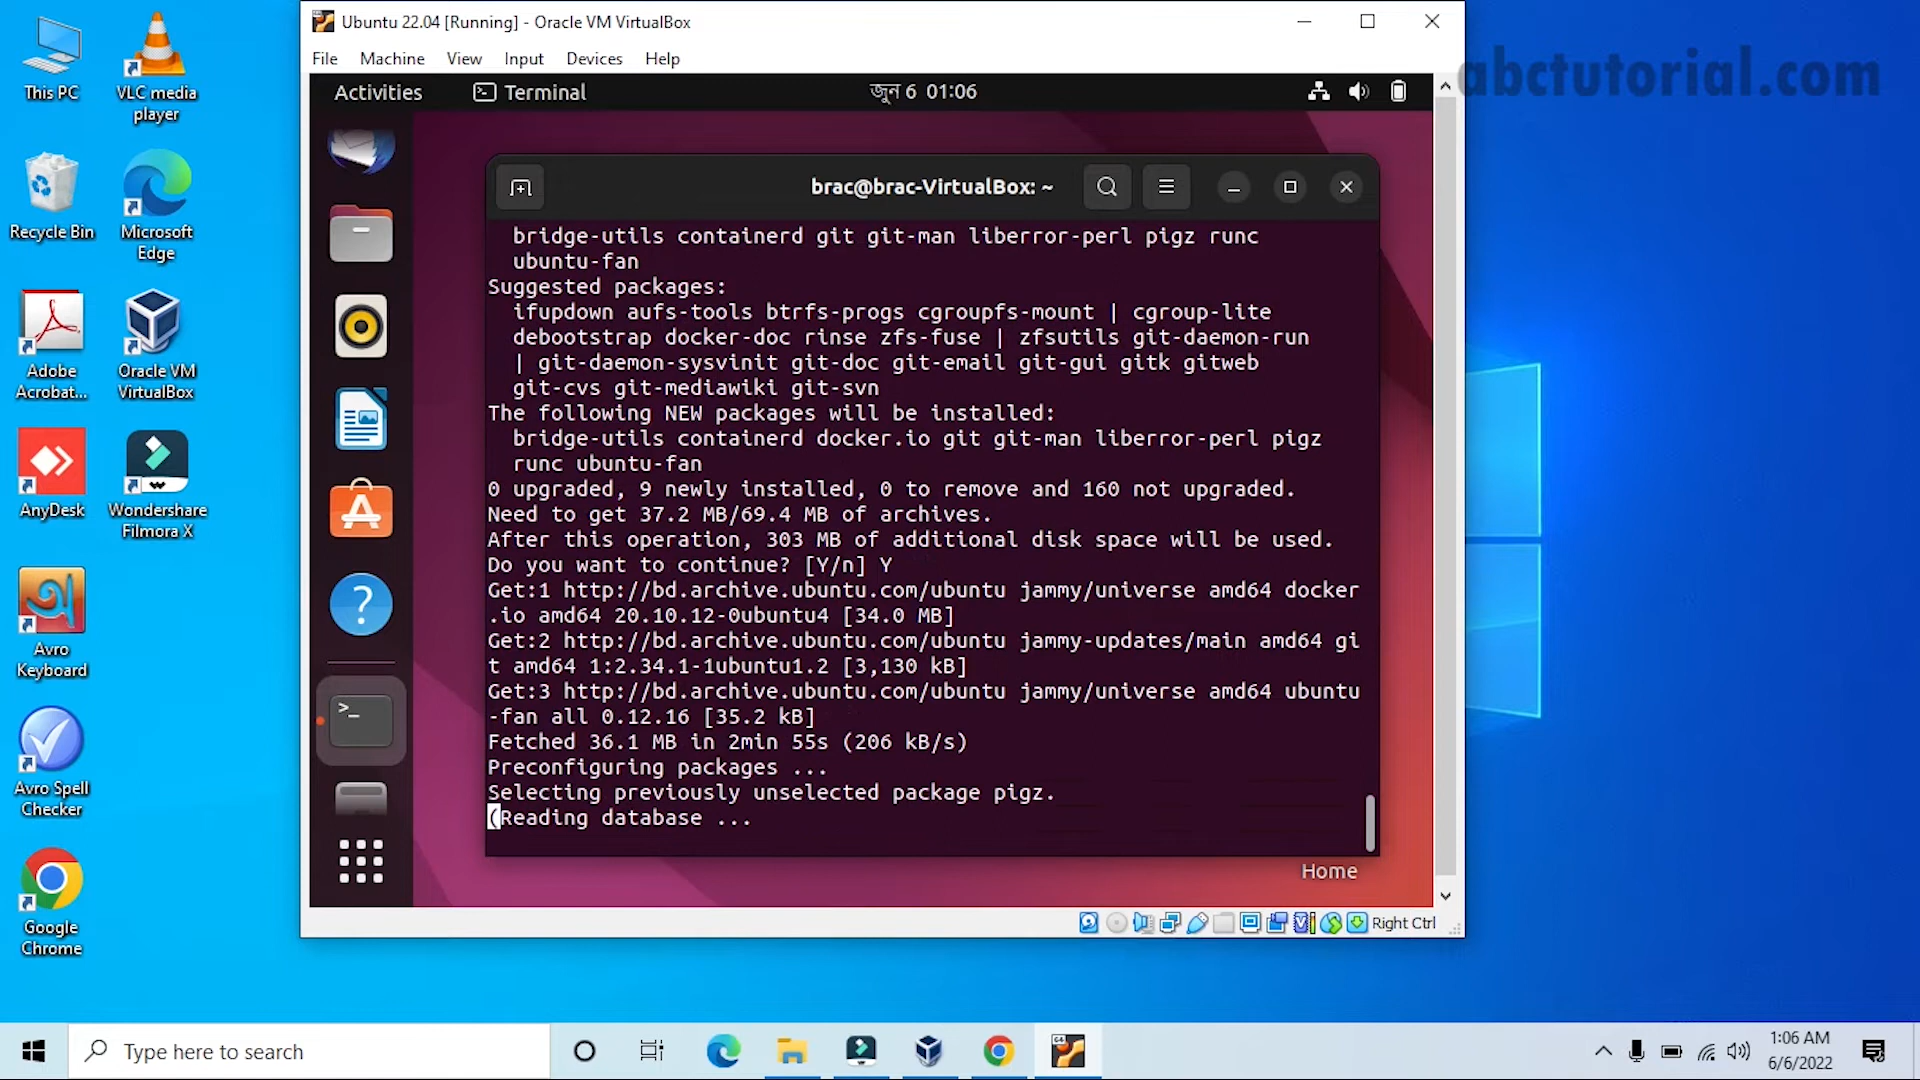 This PC
VLC media
player
Recycle Bin
Microsoft
Edge
Adobe
Acrobat...
Oracle VM
VirtualBox
AnyDesk
Wondershare
Filmora X
Avro
Keyboard
Avro Spell
Checker
Google
Chrome
Ubuntu 22.04 [Running] - Oracle VM VirtualBox
File Machine View Input Devices Help
abctutorial.com
Activities Terminal জুন 6 01:06
brac@brac-VirtualBox: ~
bridge-utils containerd git git-man liberror-perl pigz runc
ubuntu-fan
Suggested packages:
ifupdown aufs-tools btrfs-progs cgroupfs-mount | cgroup-lite
debootstrap docker-doc rinse zfs-fuse | zfsutils git-daemon-run
| git-daemon-sysvinit git-doc git-email git-gui gitk gitweb
git-cvs git-mediawiki git-svn
The following NEW packages will be installed:
bridge-utils containerd docker.io git git-man liberror-perl pigz
runc ubuntu-fan
0 upgraded, 9 newly installed, 0 to remove and 160 not upgraded.
Need to get 37.2 MB/69.4 MB of archives.
After this operation, 303 MB of additional disk space will be used.
Do you want to continue? [Y/n] Y
Get:1 http://bd.archive.ubuntu.com/ubuntu jammy/universe amd64 docker
.io amd64 20.10.12-0ubuntu4 [34.0 MB]
Get:2 http://bd.archive.ubuntu.com/ubuntu jammy-updates/main amd64 gi
t amd64 1:2.34.1-1ubuntu1.2 [3,130 kB]
Get:3 http://bd.archive.ubuntu.com/ubuntu jammy/universe amd64 ubuntu
-fan all 0.12.16 [35.2 kB]
Fetched 36.1 MB in 2min 55s (206 kB/s)
Preconfiguring packages ...
Selecting previously unselected package pigz.
(Reading database ...
Home
Right Ctrl
Type here to search
1:06 AM
6/6/2022